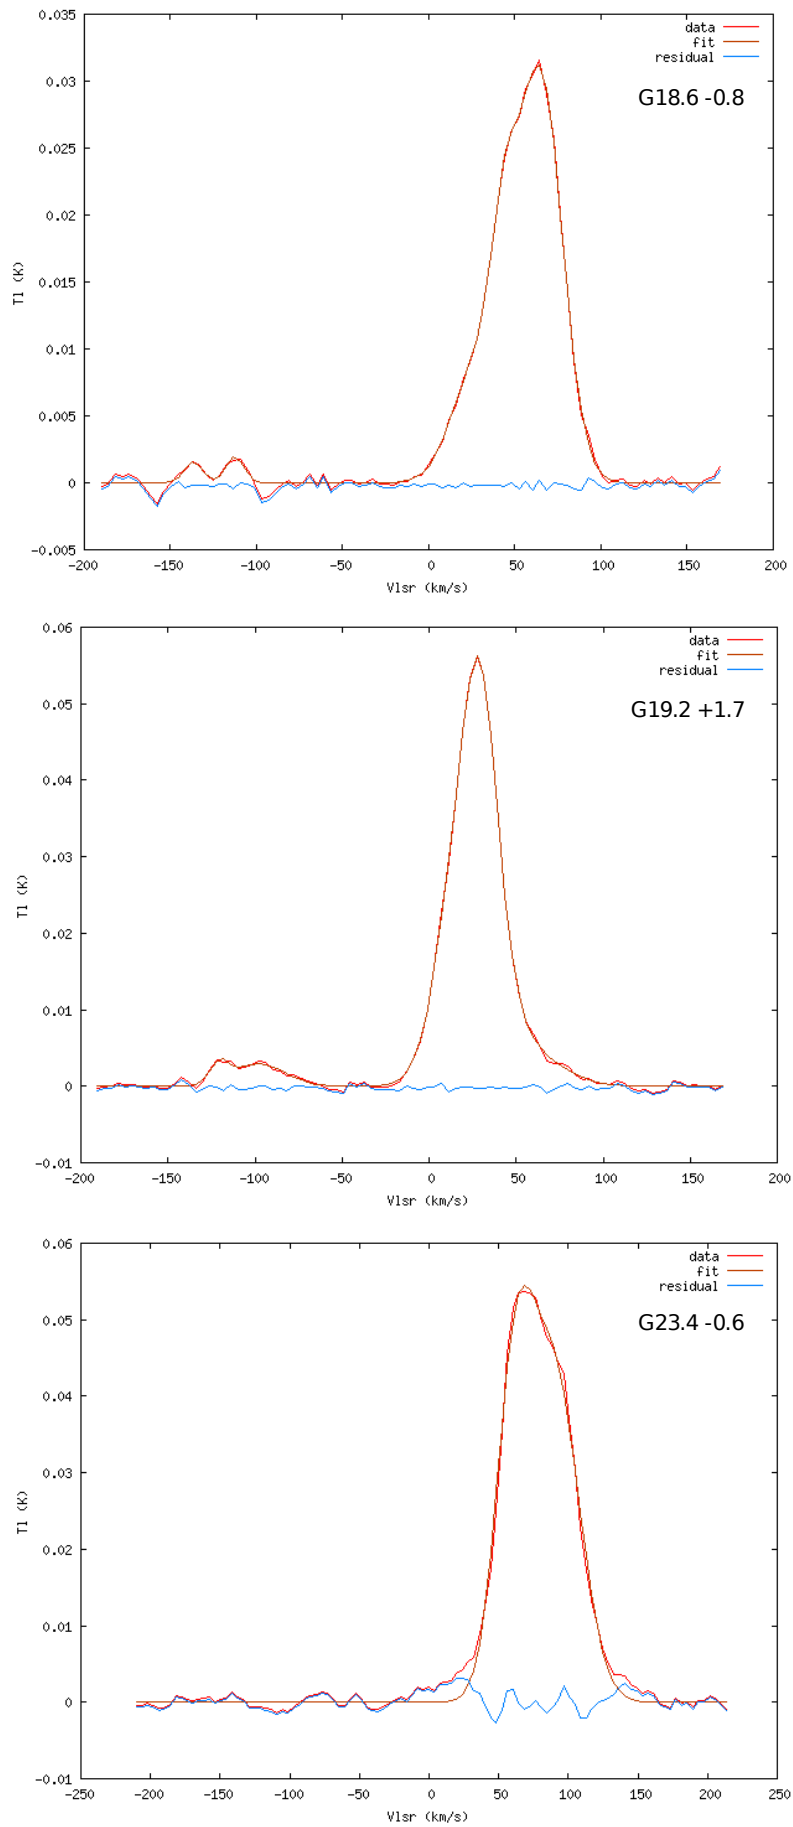 0.035
data
fit
residual
0.03
G18.6 -0.8
0.025
0.02
0.015
0.01
0.005
0
-0.005
Tl (K)
-200 -150 -100 -50 0 50 100 150 200
Vlsr (km/s)
0.06
data
fit
residual
0.05
G19.2 +1.7
0.04
0.03
0.02
0.01
0
-0.01
Tl (K)
-200 -150 -100 -50 0 50 100 150 200
Vlsr (km/s)
0.06
data
fit
residual
0.05
G23.4 -0.6
0.04
0.03
0.02
0.01
0
-0.01
Tl (K)
-250 -200 -150 -100 -50 0 50 100 150 200 250
Vlsr (km/s)